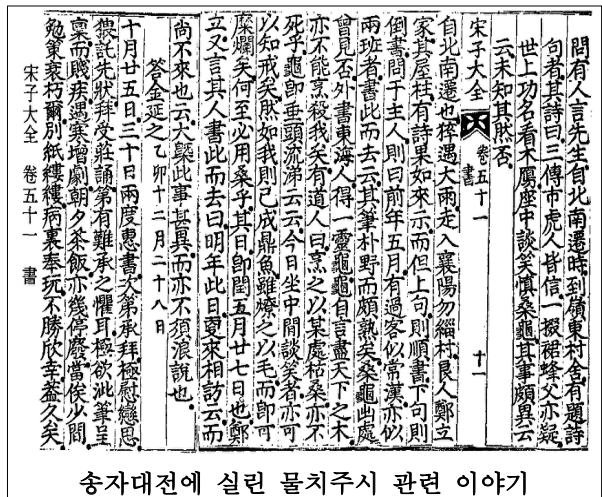 問有人言先生自北南遷時到嶺東村舍有題詩
句者其詩曰三傳市虎人皆信一掇裙蜂父亦疑
世上功名看木鴈座中談笑愼桑龜其事頗異云
云未知其然否
宋子大全 卷五十一 書 十一
自北南遷也猝遇大雨走入襄陽勿緇村良人鄭立
家其屋柱有詩果如來示而但上句則順書下句則
倒書問于主人則曰前年五月有過客似常漢亦似
兩班者書此而去云其筆朴野而頗熟矣桑龜出處
曾見否外書東海人得一靈龜龜自言盡天下之木
亦不能烹殺我矣有道人曰烹之以某處枯桑亦不
死乎龜卽垂頭流涕云云今日坐中閒談笑者亦可
以知戒矣然如我則已成鼎魚雖燎之以毛而卽可
糜爛矣何至必用桑乎其日卽閏五月廿七日也鄭
立又言其人書此而去曰明年此日更來相訪云而
尚不來也云大槩此事甚異而亦不須浪說也
答金延之 乙卯十二月二十八日
十月廿五日三十日兩度惠書次第承拜極慰戀思
猥託先狀拜受莊誦第有難承之懼耳極欲泚筆呈
稟而賤疾遇寒增劇朝夕茶飯亦幾停廢當俟少間
勉策衰朽爾別紙縷縷病裏奉玩不勝欣幸蓋久矣
宋子大全 卷五十一 書
송자대전에 실린 물치주시 관련 이야기